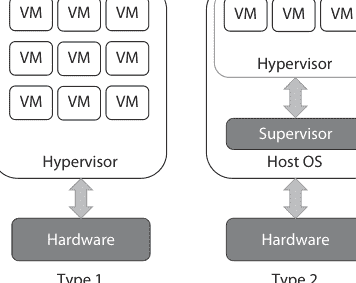 VM VM VM
VM VM VM
VM VM VM
Hypervisor
Hardware
Type 1
VM VM VM
Hypervisor
Supervisor
Host OS
Hardware
Type 2